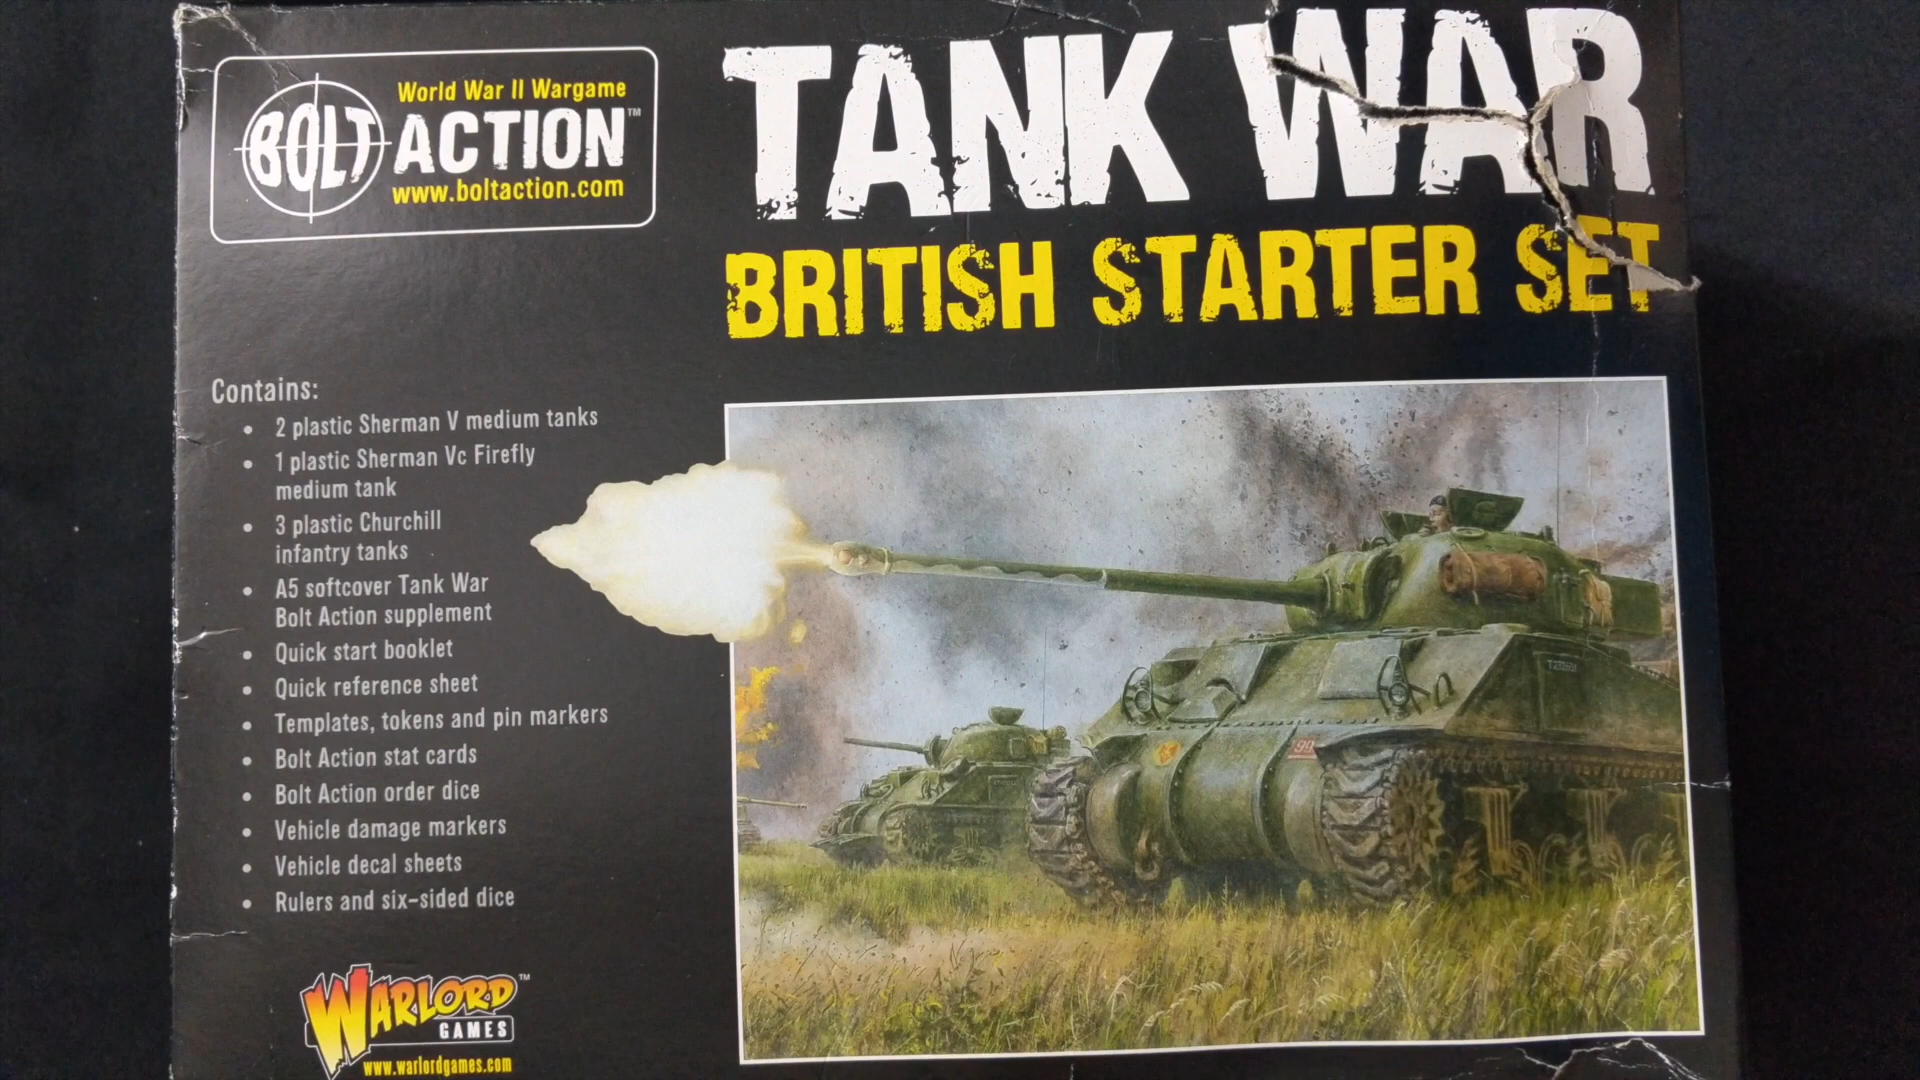 World War II Wargame
BOLT ACTION™
www.boltaction.com
TANK WAR
BRITISH STARTER SET
Contains:
• 2 plastic Sherman V medium tanks
• 1 plastic Sherman Vc Firefly
medium tank
• 3 plastic Churchill
infantry tanks
• A5 softcover Tank War
Bolt Action supplement
• Quick start booklet
• Quick reference sheet
• Templates, tokens and pin markers
• Bolt Action stat cards
• Bolt Action order dice
• Vehicle damage markers
• Vehicle decal sheets
• Rulers and six-sided dice
99
WARLORD™
GAMES
www.warlordgames.com